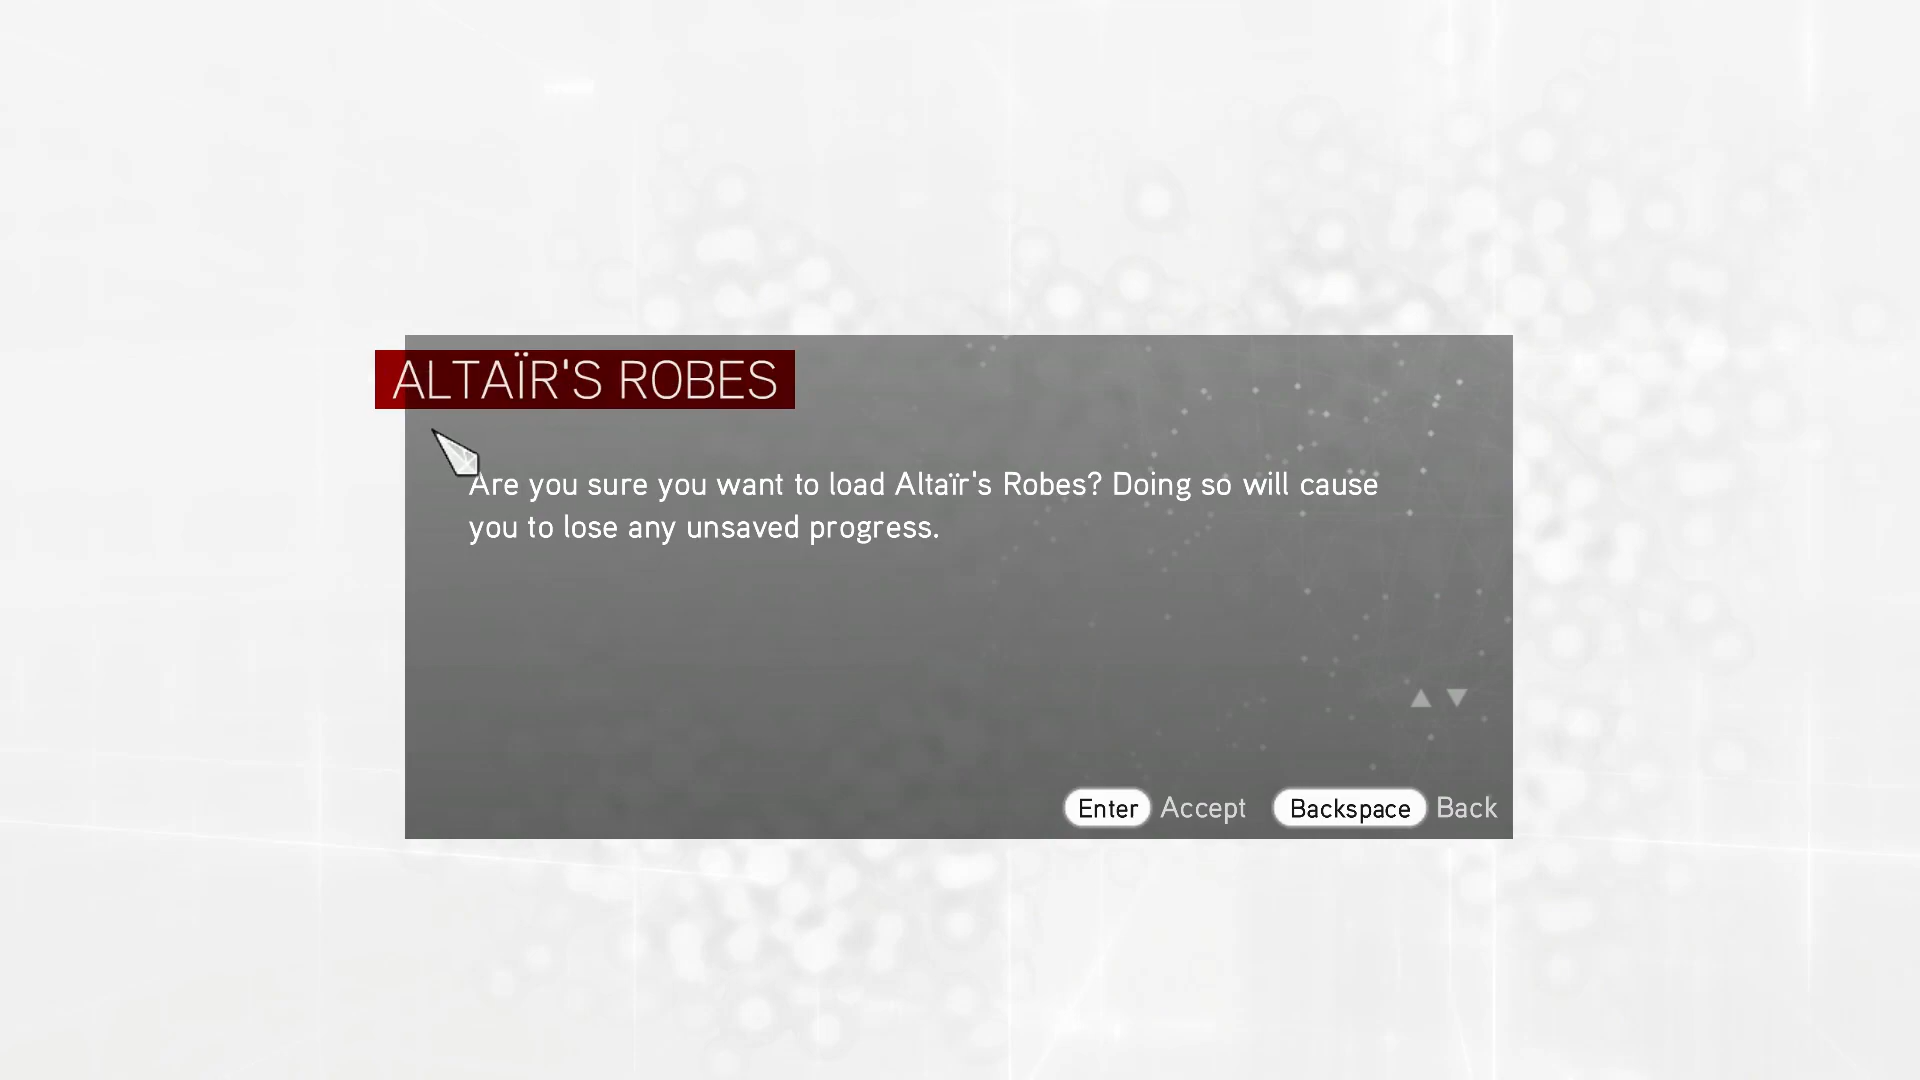 ALTAÏR'S ROBES
Are you sure you want to load Altaïr's Robes? Doing so will cause
you to lose any unsaved progress.
Enter Accept Backspace Back